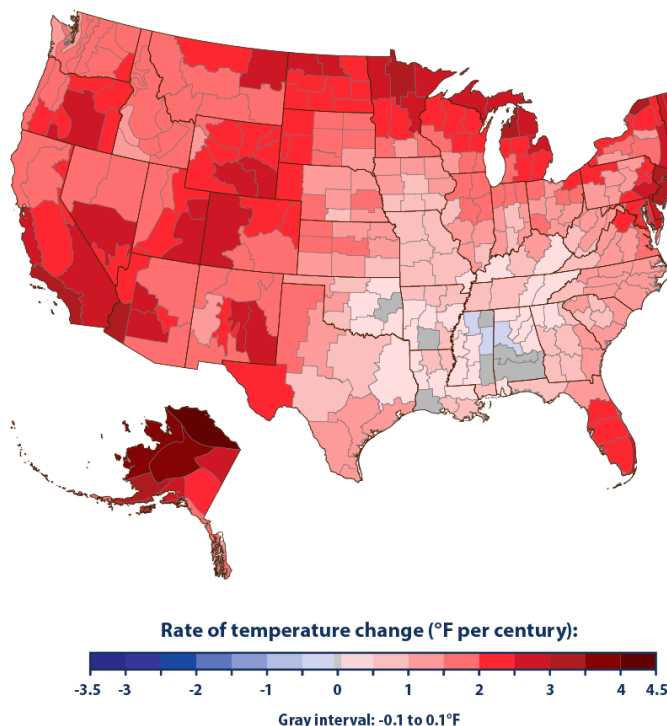 Rate of temperature change (°F per century):
-3.5 -3 -2 -1 0 1 2 3 4 4.5
Gray interval: -0.1 to 0.1°F